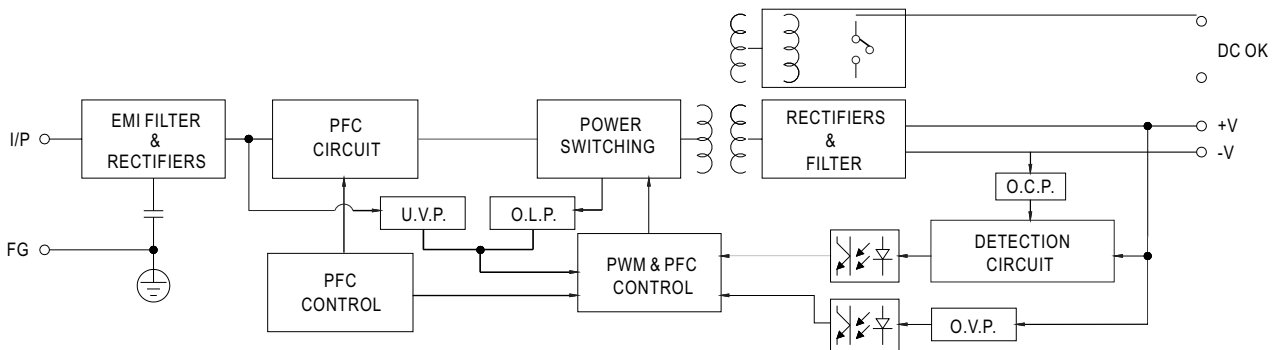 DC OK
I/P
EMI FILTER
&
RECTIFIERS
PFC
CIRCUIT
POWER
SWITCHING
RECTIFIERS
&
FILTER
+V
-V
O.C.P.
U.V.P.
O.L.P.
FG
PFC
CONTROL
PWM & PFC
CONTROL
DETECTION
CIRCUIT
O.V.P.